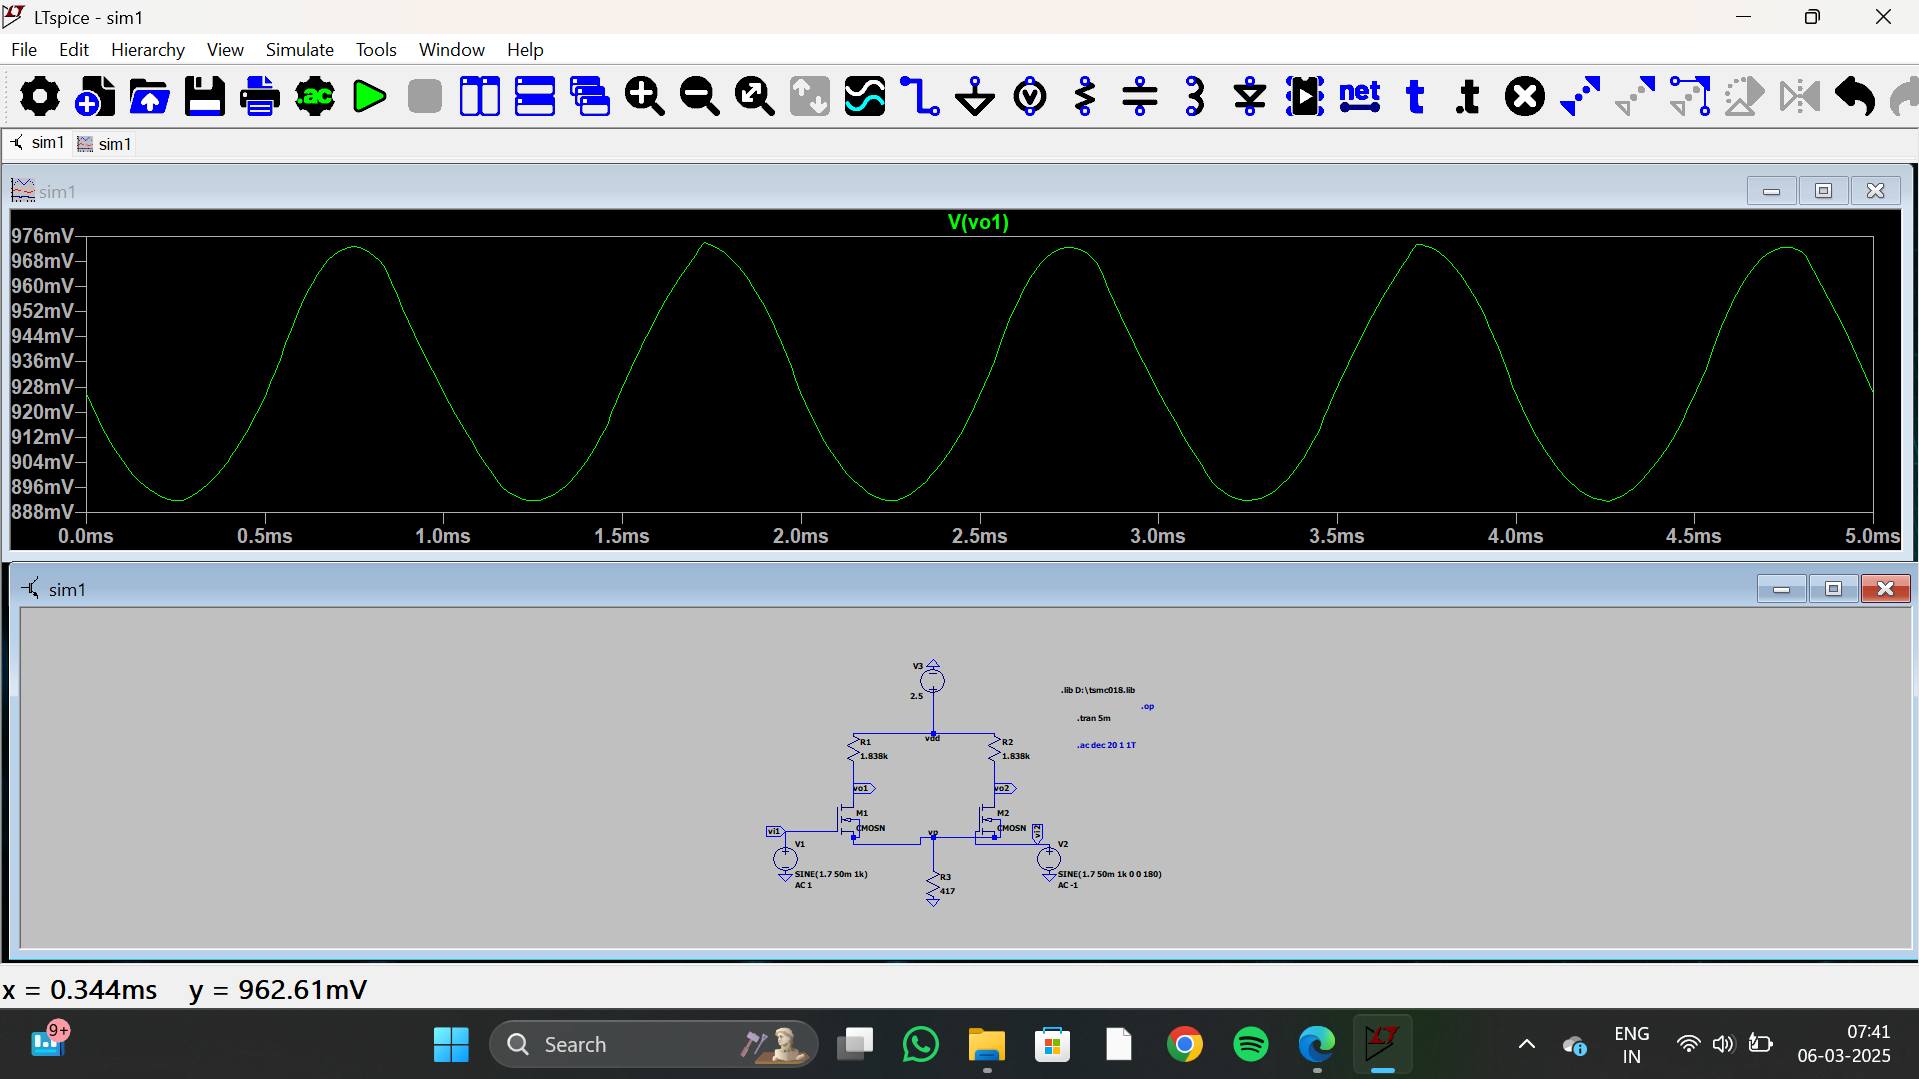 LTspice - sim1
File Edit Hierarchy View Simulate Tools Window Help
.ac
net
t
.t
sim1 sim1
sim1
V(vo1)
976mV
968mV
960mV
952mV
944mV
936mV
928mV
920mV
912mV
904mV
896mV
888mV
0.0ms 0.5ms 1.0ms 1.5ms 2.0ms 2.5ms 3.0ms 3.5ms 4.0ms 4.5ms 5.0ms
sim1
V3
2.5
.lib D:\tsmc018.lib
.op
.tran 5m
.ac dec 20 1 1T
vdd
R1
1.838k
R2
1.838k
vo1
vo2
M1
CMOSN
M2
CMOSN
vi1
vp
vi2
V1
SINE(1.7 50m 1k)
AC 1
R3
417
V2
SINE(1.7 50m 1k 0 0 180)
AC -1
x = 0.344ms y = 962.61mV
9+
Search
ENG
IN
07:41
06-03-2025